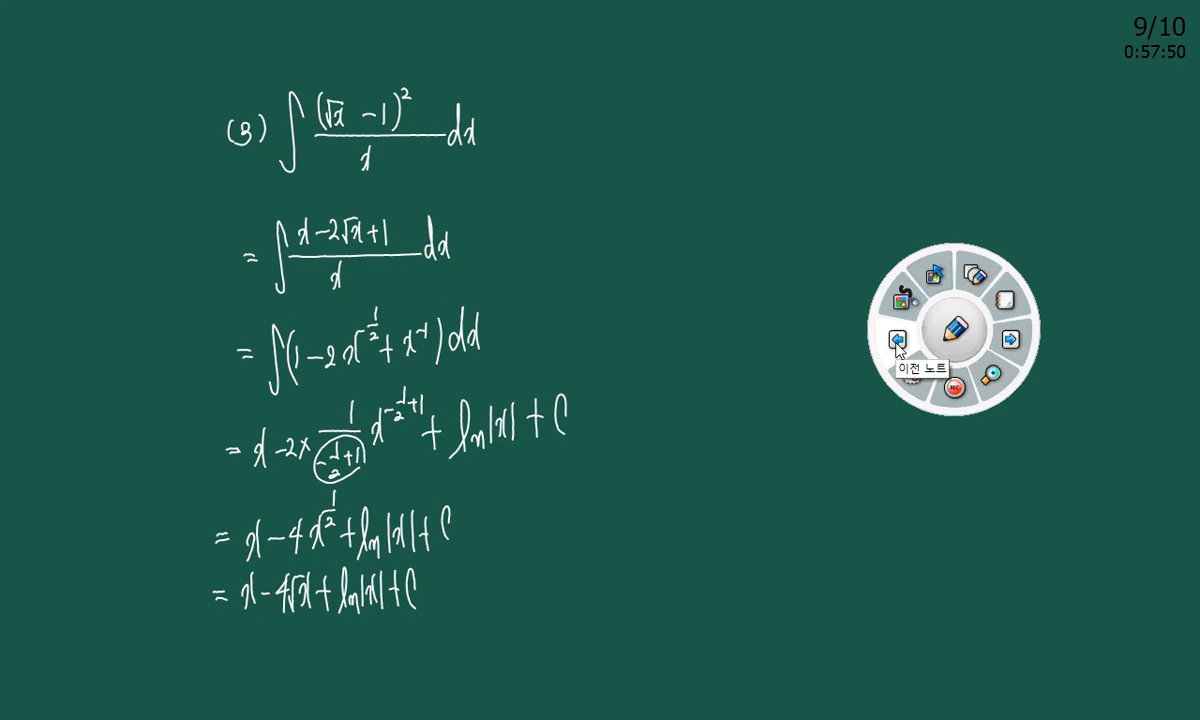 9/10
0:57:50
(3) ∫ (√x - 1)² / x dx
= ∫ (x - 2√x + 1) / x dx
= ∫ (1 - 2x^(-1/2) + x^(-1)) dx
= x - 2 × 1/(-1/2 + 1) x^(-1/2 + 1) + ln|x| + C
= x - 4x^(1/2) + ln|x| + C
= x - 4√x + ln|x| + C
이전 노트
REC